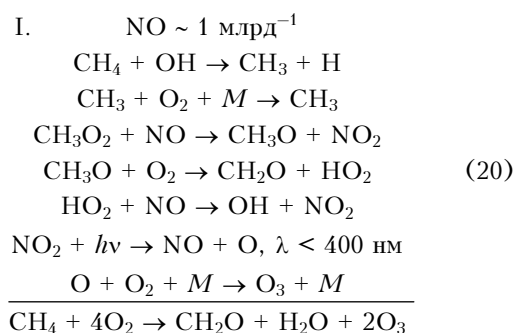 I. NO ~ 1 млрд⁻¹
CH₄ + OH → CH₃ + H
CH₃ + O₂ + M → CH₃
CH₃O₂ + NO → CH₃O + NO₂
CH₃O + O₂ → CH₂O + HO₂ (20)
HO₂ + NO → OH + NO₂
NO₂ + hν → NO + O, λ < 400 нм
O + O₂ + M → O₃ + M
CH₄ + 4O₂ → CH₂O + H₂O + 2O₃